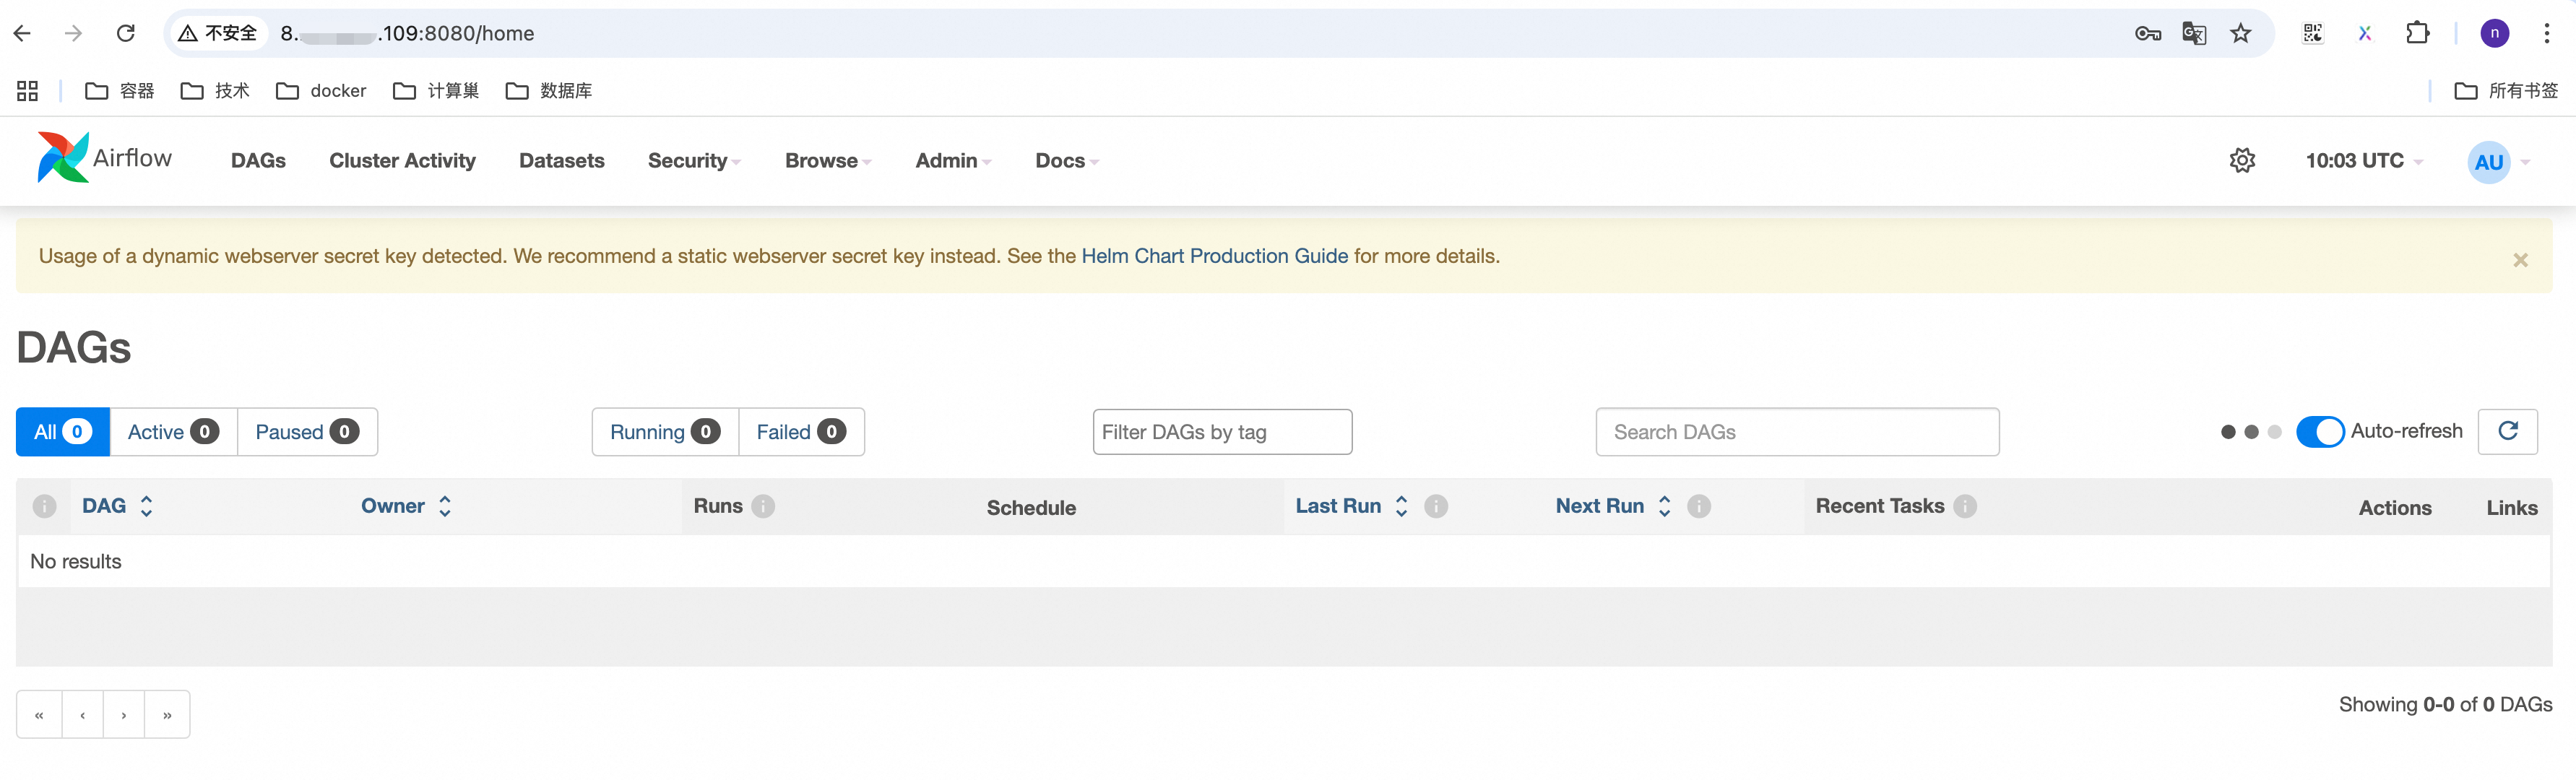 不安全 8. .109:8080/home n
容器 技术 docker 计算巢 数据库 所有书签
Airflow DAGs Cluster Activity Datasets Security Browse Admin Docs 10:03 UTC AU
Usage of a dynamic webserver secret key detected. We recommend a static webserver secret key instead. See the Helm Chart Production Guide for more details. ×
DAGs
All 0 Active 0 Paused 0 Running 0 Failed 0 Filter DAGs by tag Search DAGs Auto-refresh
i DAG Owner Runs i Schedule Last Run i Next Run i Recent Tasks i Actions Links
No results
« ‹ › » Showing 0-0 of 0 DAGs